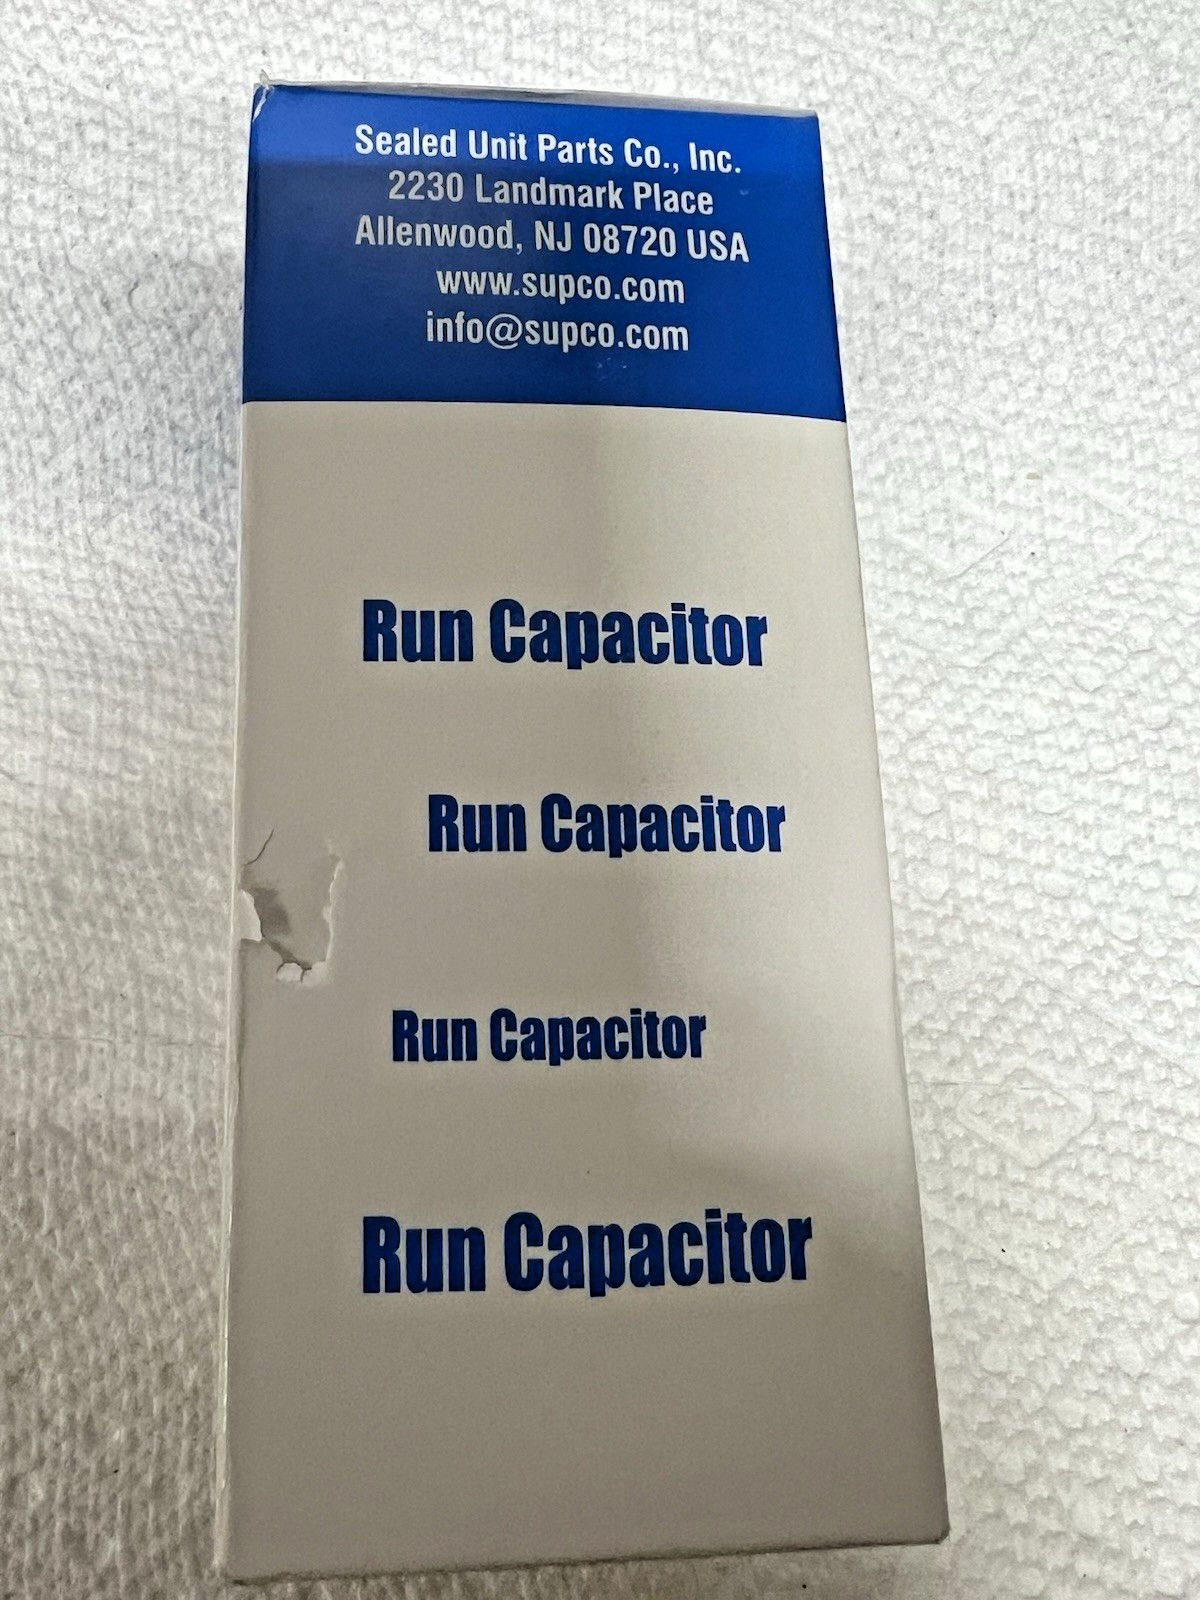 Sealed Unit Parts Co., Inc.
2230 Landmark Place
Allenwood, NJ 08720 USA
www.supco.com
info@supco.com
Run Capacitor
Run Capacitor
Run Capacitor
Run Capacitor